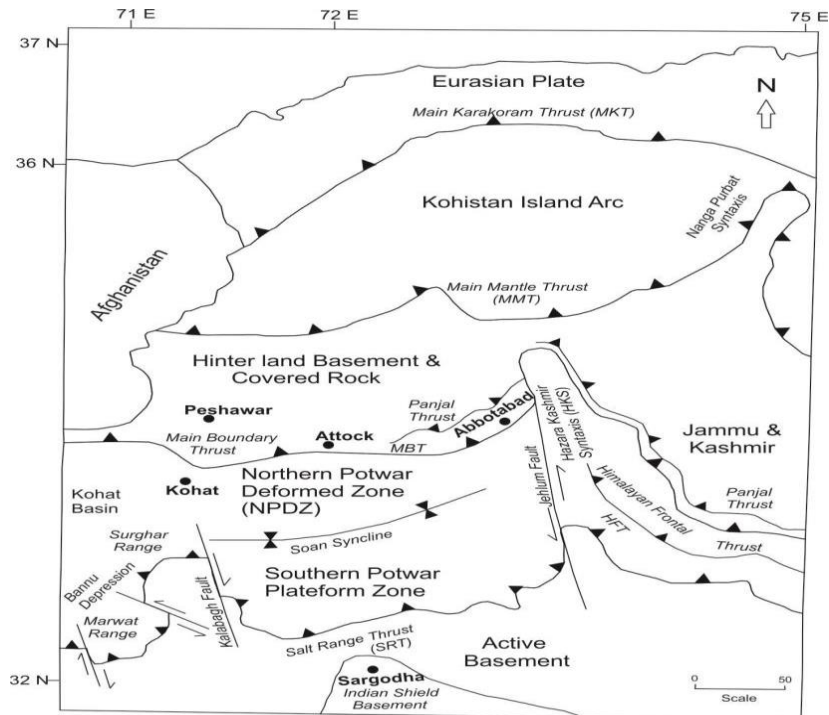 71 E
72 E
75 E
37 N
Eurasian Plate
N
Main Karakoram Thrust (MKT)
36 N
Kohistan Island Arc
Nanga Purbat
Syntaxis
Afghanistan
Main Mantle Thrust
(MMT)
Hinter land Basement &
Covered Rock
Peshawar
Panjal
Thrust
Abbotabad
Hazara Kashmir
Syntaxis (HKS)
Jammu &
Kashmir
Main Boundary
Thrust
Attock
MBT
Kohat
Northern Potwar
Deformed Zone
(NPDZ)
Jehlum Fault
Himalayan Frontal
Thrust
Panjal
Thrust
Kohat
Basin
HFT
Surghar
Range
Soan Syncline
Bannu
Depression
Southern Potwar
Plateform Zone
Kalabagh Fault
Marwat
Range
Salt Range Thrust
(SRT)
Active
Basement
32 N
Sargodha
Indian Shield
Basement
0
50
Scale